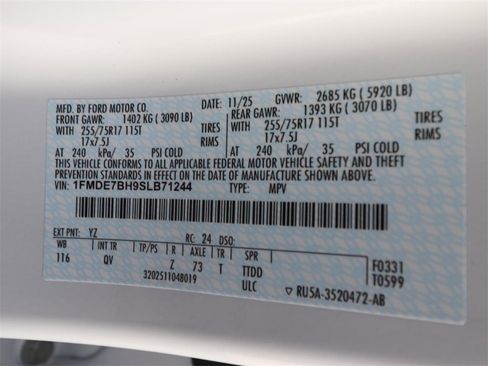 MFD. BY FORD MOTOR CO. DATE: 11/25 GVWR: 2685 KG ( 5920 LB)
FRONT GAWR: 1402 KG ( 3090 LB) REAR GAWR: 1393 KG ( 3070 LB)
WITH 255/75R17 115T TIRES WITH 255/75R17 115T TIRES
17x7.5J RIMS 17x7.5J RIMS
AT 240 kPa/ 35 PSI COLD AT 240 kPa/ 35 PSI COLD
THIS VEHICLE CONFORMS TO ALL APPLICABLE FEDERAL MOTOR VEHICLE SAFETY AND THEFT
PREVENTION STANDARDS IN EFFECT ON THE DATE OF MANUFACTURE SHOWN ABOVE.
VIN: 1FMDE7BH9SLB71244 TYPE: MPV
EXT PNT: YZ RC: 24 DSO:
WB INT TR TP/PS R AXLE TR SPR
116 QV Z 73 T TTDD
3202511048019 ULC
F0331
T0599
▽ RU5A-3520472-AB